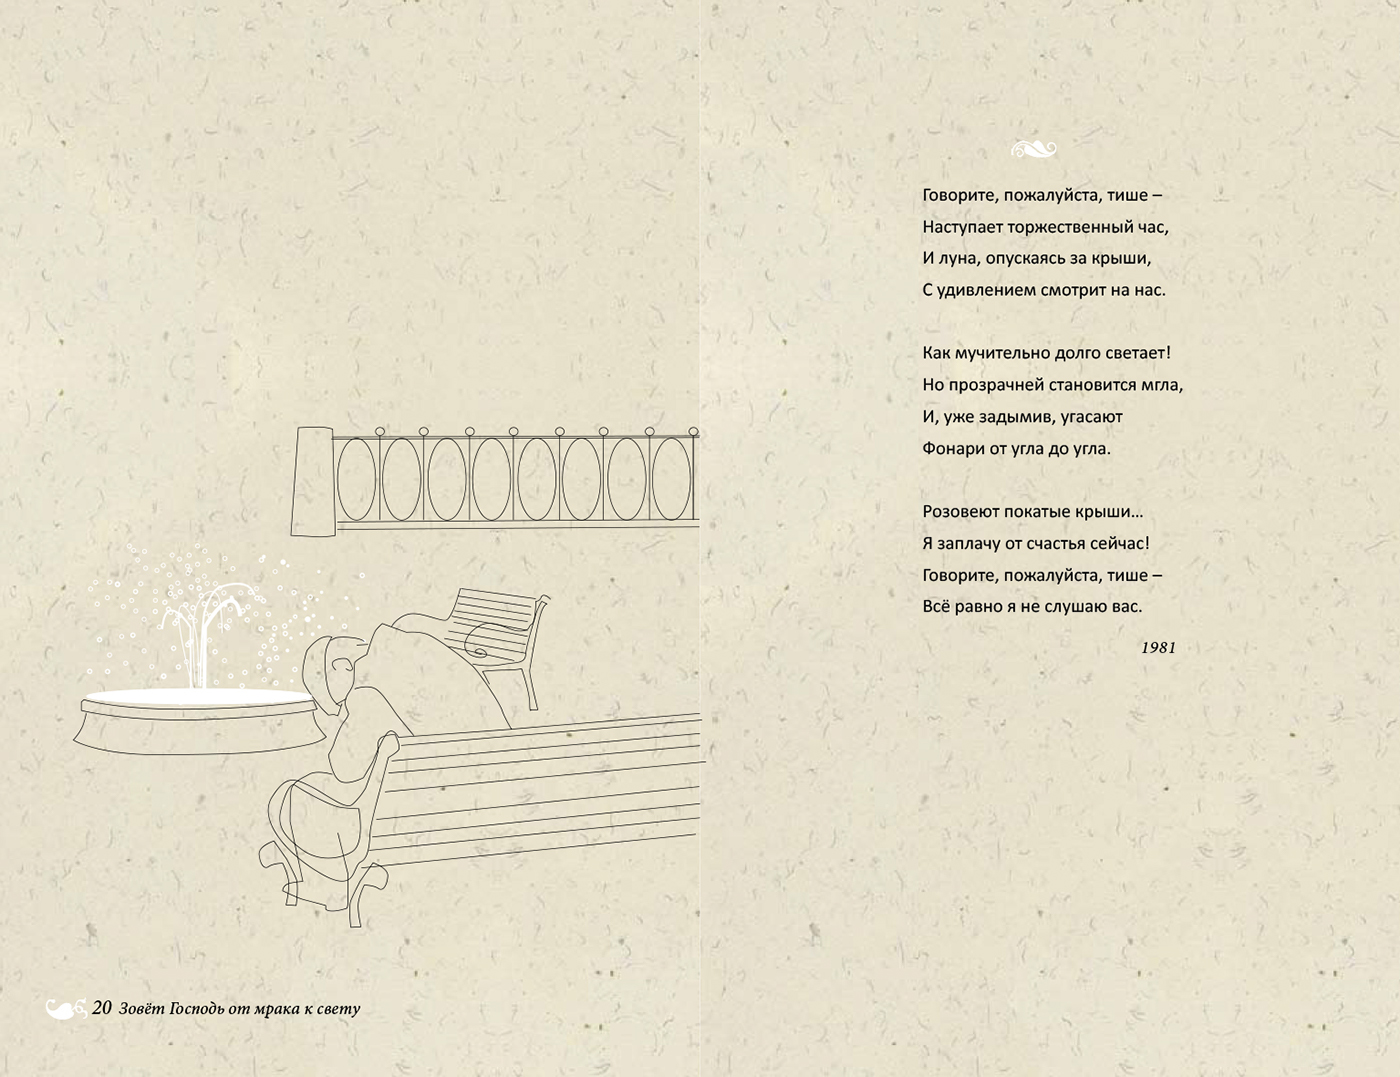 Говорите, пожалуйста, тише –
Наступает торжественный час,
И луна, опускаясь за крыши,
С удивлением смотрит на нас.

Как мучительно долго светает!
Но прозрачней становится мгла,
И, уже задымив, угасают
Фонари от угла до угла.

Розовеют покатые крыши…
Я заплачу от счастья сейчас!
Говорите, пожалуйста, тише –
Всё равно я не слушаю вас.
1981
20 Зовёт Господь от мрака к свету